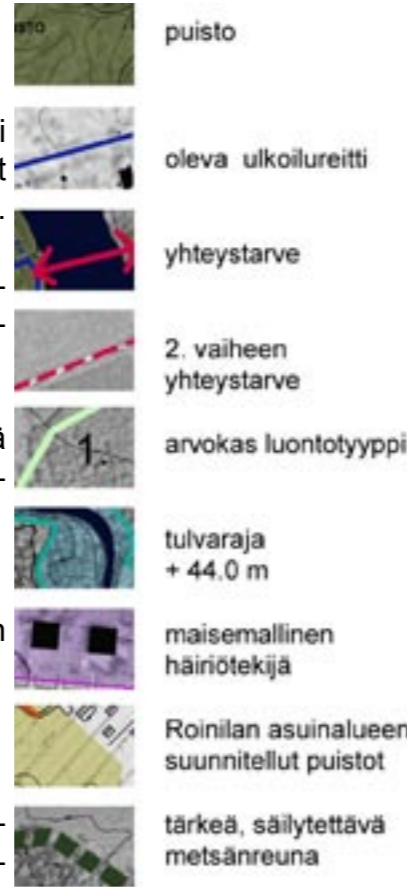 puisto
i
oleva ulkoilureitti
t
.
yhteystarve
-
-
2. vaiheen
yhteystarve
ä
1
arvokas luontotyyppi
-
tulvaraja
+ 44.0 m
n
maisemallinen
häiriötekijä
Roinilan asuinalueen
suunnitellut puistot
-
tärkeä, säilytettävä
-
metsänreuna